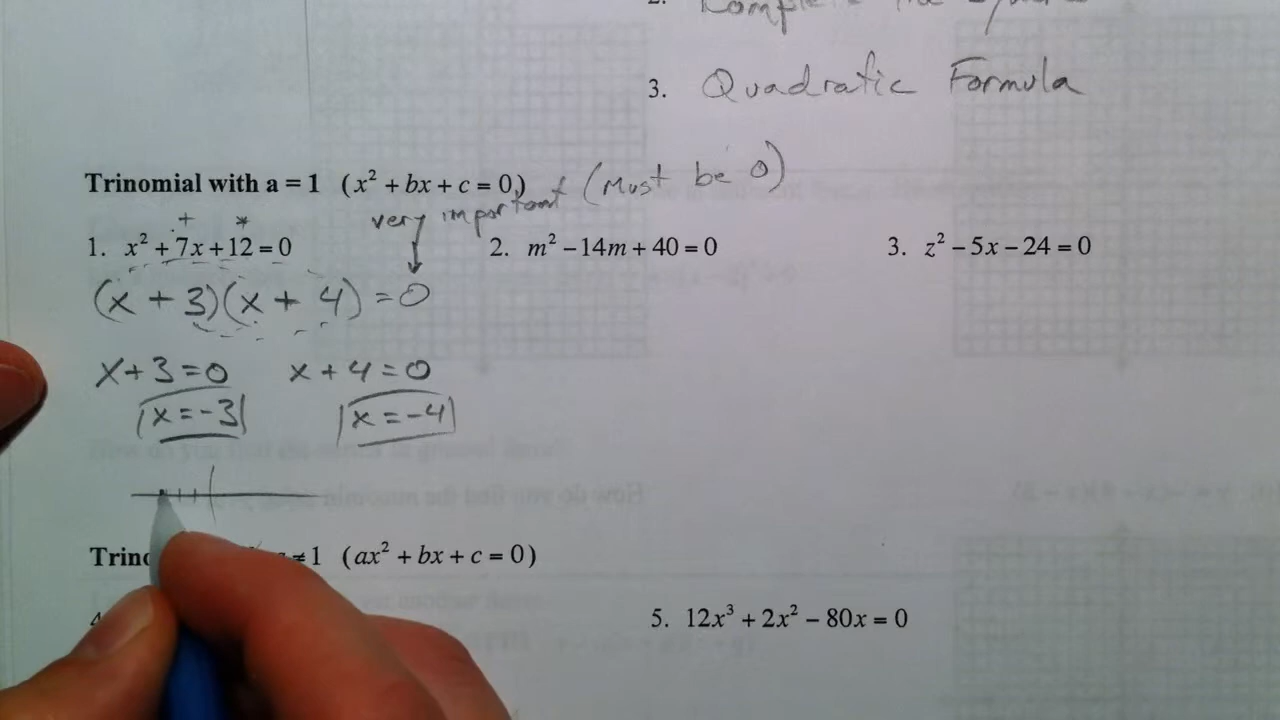 2.
3. Quadratic Formula
Trinomial with a = 1 (x² + bx + c = 0) (Must be 0)
very important
+ *
1. x² + 7x + 12 = 0 2. m² − 14m + 40 = 0 3. z² − 5x − 24 = 0
(x + 3)(x + 4) = 0
x + 3 = 0 x + 4 = 0
x = -3 x = -4
≠ 1 (ax² + bx + c = 0)
5. 12x³ + 2x² − 80x = 0